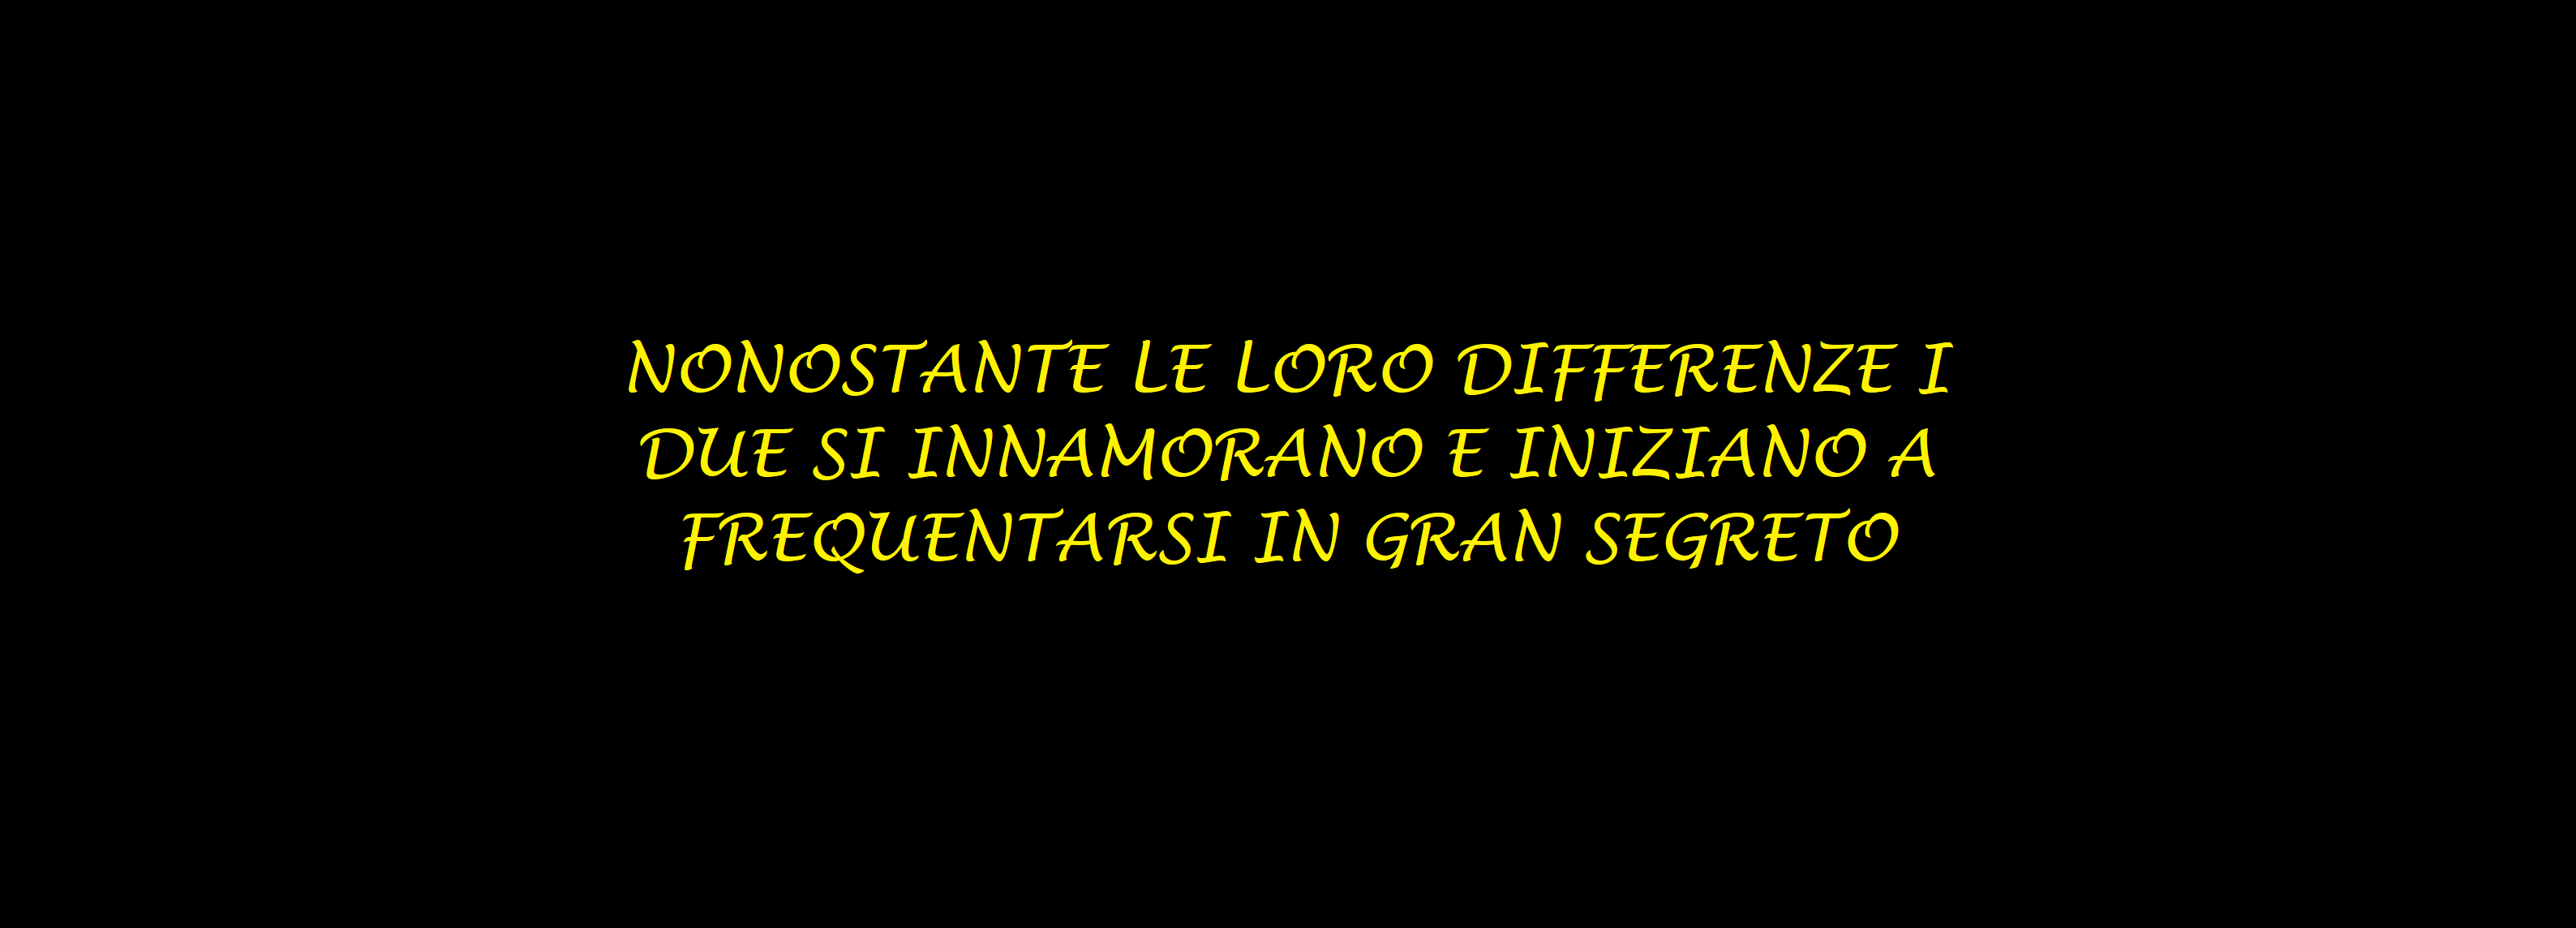 NONOSTANTE LE LORO DIFFERENZE I
DUE SI INNAMORANO E INIZIANO A
FREQUENTARSI IN GRAN SEGRETO